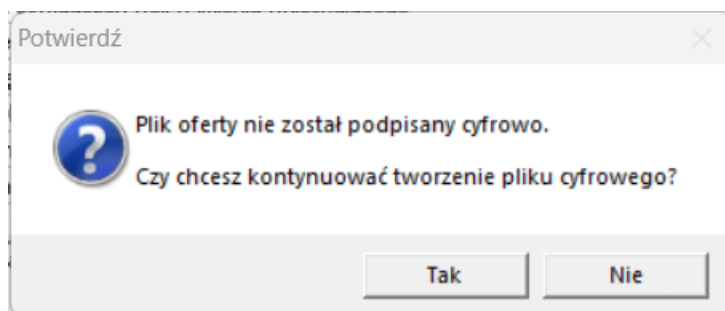 Potwierdź
Plik oferty nie został podpisany cyfrowo.
Czy chcesz kontynuować tworzenie pliku cyfrowego?
Tak
Nie